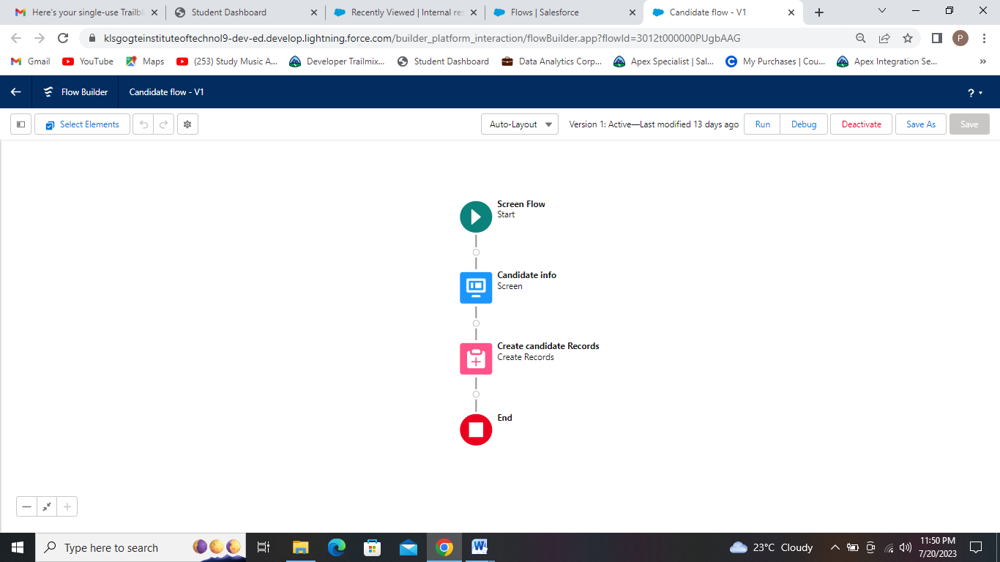 Here's your single-use Trailbl
Student Dashboard
Recently Viewed | Internal res
Flows | Salesforce
Candidate flow - V1
klsgogteinstituteoftechnol9-dev-ed.develop.lightning.force.com/builder_platform_interaction/flowBuilder.app?flowId=3012t000000PUgbAAG
P
Gmail
YouTube
Maps
(253) Study Music A...
Developer Trailmix...
Student Dashboard
Data Analytics Corp...
Apex Specialist | Sal...
My Purchases | Cou...
Apex Integration Se...
»
Flow Builder
Candidate flow - V1
?
Select Elements
Auto-Layout
Version 1: Active—Last modified 13 days ago
Run
Debug
Deactivate
Save As
Save
Screen Flow
Start
Candidate info
Screen
Create candidate Records
Create Records
End
Type here to search
W
23°C Cloudy
11:50 PM
7/20/2023